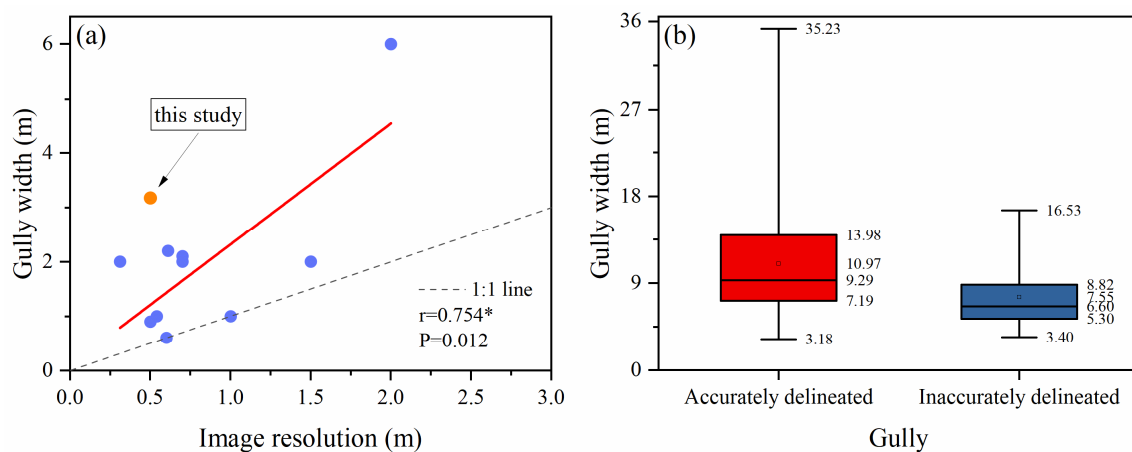 (a)
Gully width (m)
6
4
2
0
this study
1:1 line
r=0.754*
P=0.012
0.0 0.5 1.0 1.5 2.0 2.5 3.0
Image resolution (m)
(b)
Gully width (m)
36
27
18
9
0
35.23
13.98
10.97
9.29
7.19
3.18
16.53
8.82
7.55
6.60
5.30
3.40
Accurately delineated Inaccurately delineated
Gully